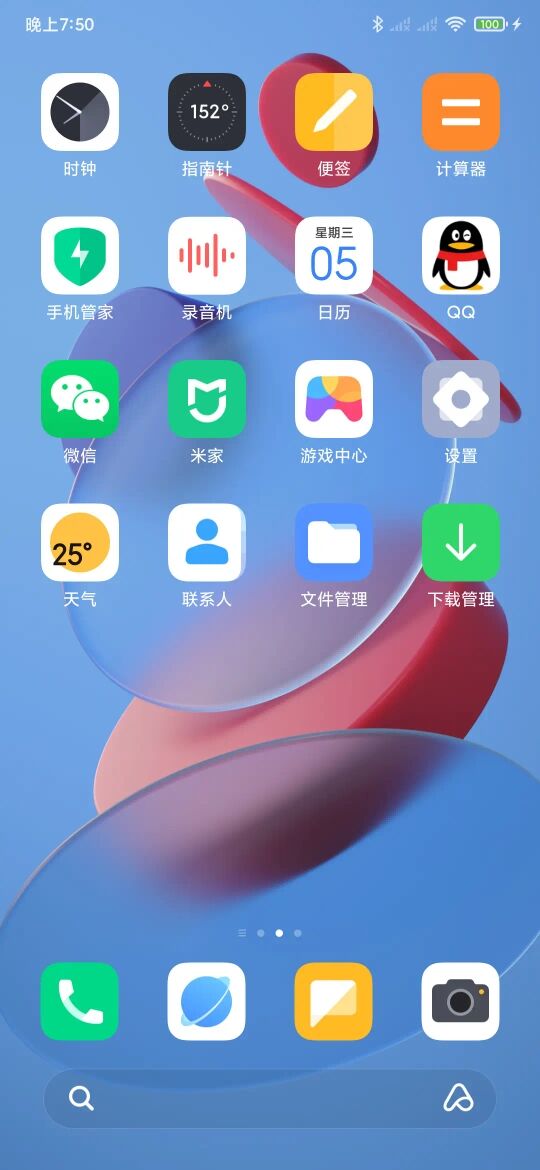 晚上7:50
100
152°
时钟
指南针
便签
计算器
星期三
05
手机管家
录音机
日历
QQ
微信
米家
游戏中心
设置
25°
天气
联系人
文件管理
下载管理